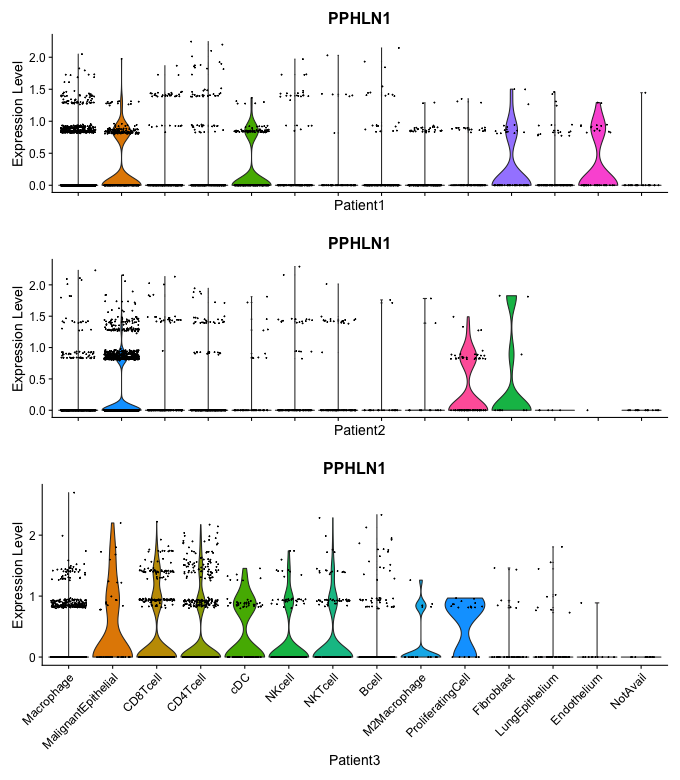 PPHLN1
Expression Level
2.0
1.5
1.0
0.5
0.0
Patient1
PPHLN1
Expression Level
2.0
1.5
1.0
0.5
0.0
Patient2
PPHLN1
Expression Level
2
1
0
Macrophage
MalignantEpithelial
CD8Tcell
CD4Tcell
cDC
NKcell
NKTcell
Bcell
M2Macrophage
ProliferatingCell
Fibroblast
LungEpithelium
Endothelium
NotAvail
Patient3